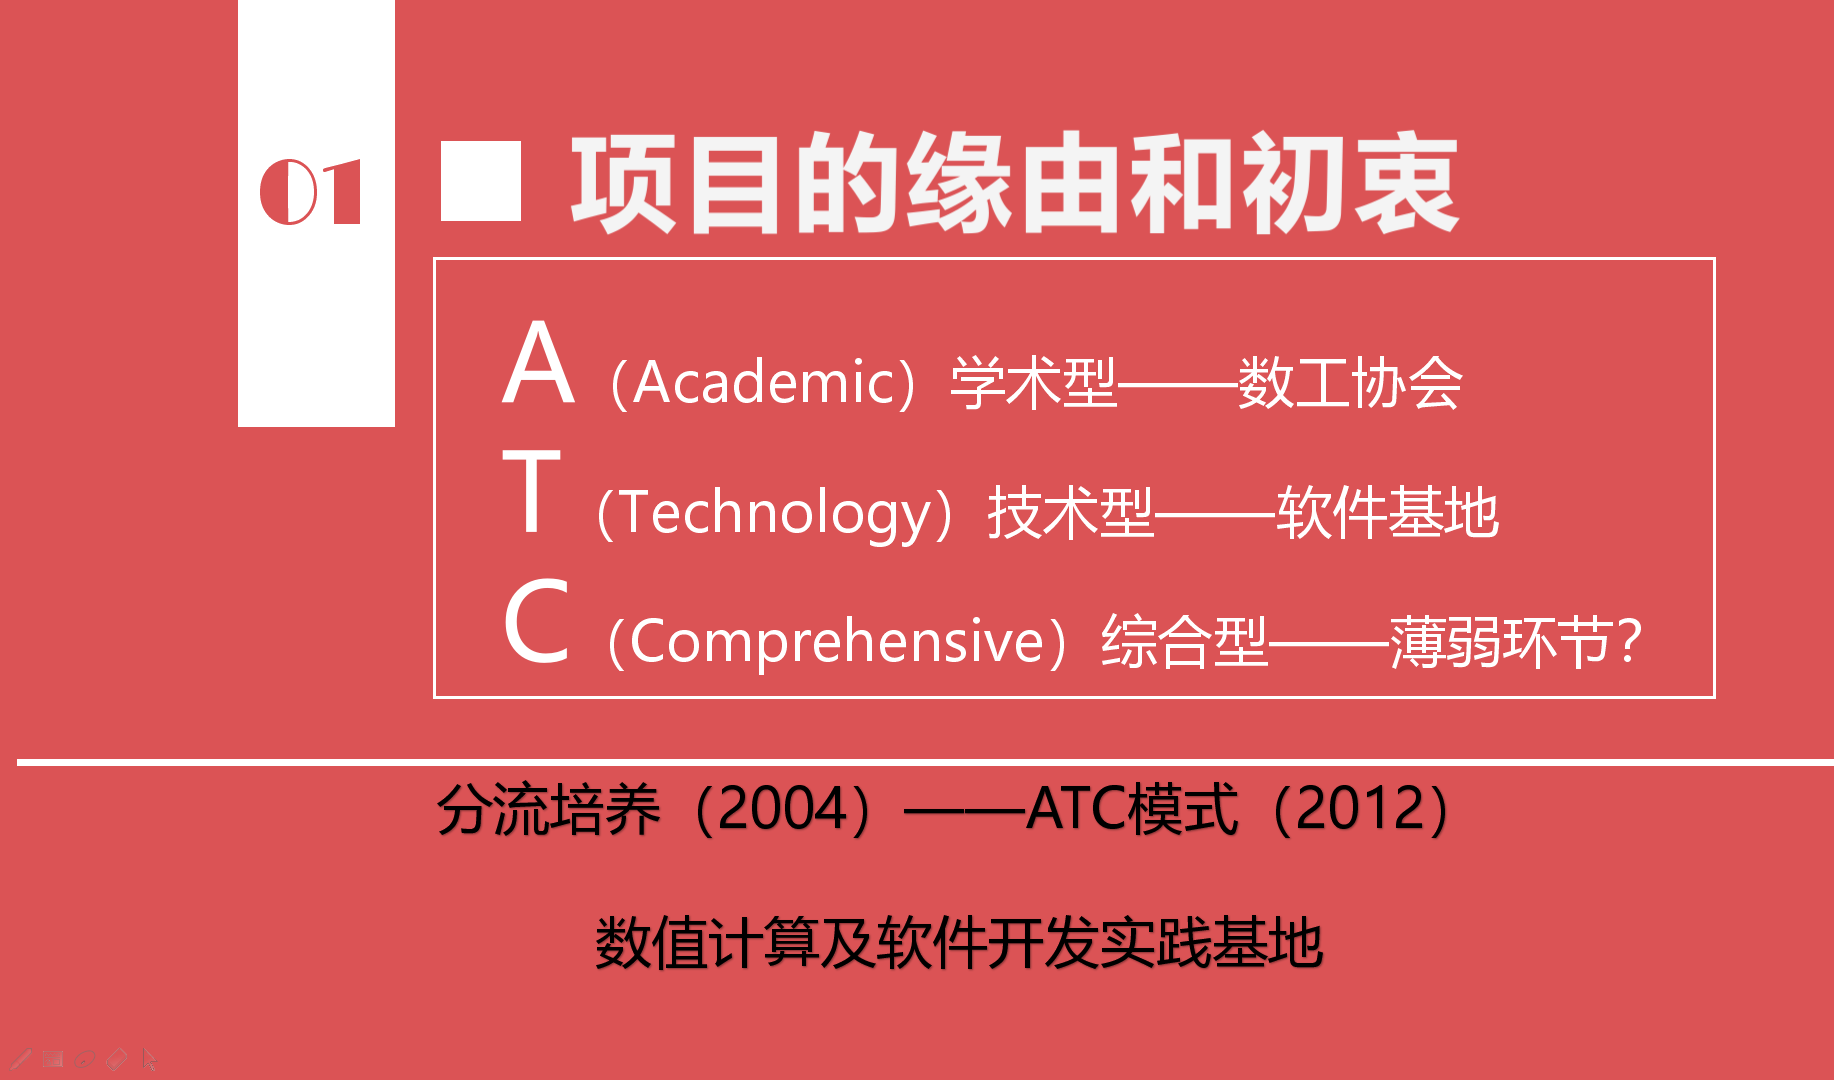 01
项目的缘由和初衷
A（Academic）学术型——数工协会
T（Technology）技术型——软件基地
C（Comprehensive）综合型——薄弱环节?
分流培养（2004）——ATC模式（2012）
数值计算及软件开发实践基地